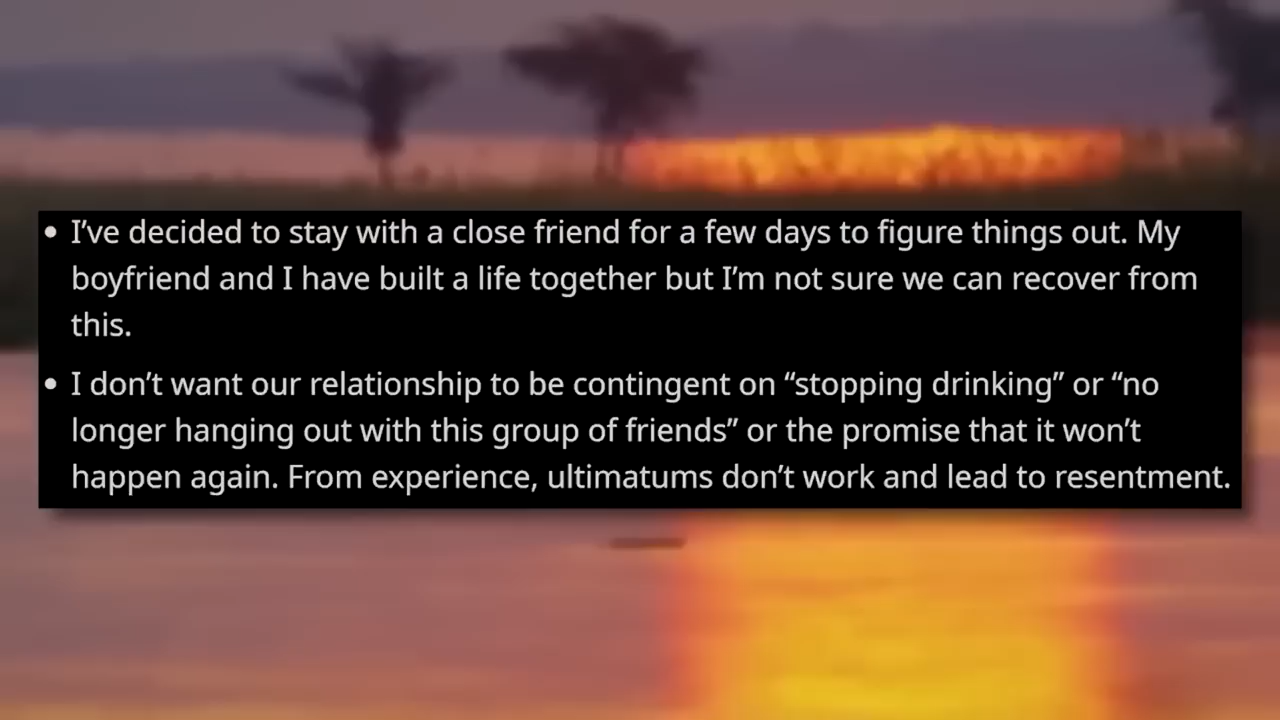 • I’ve decided to stay with a close friend for a few days to figure things out. My
boyfriend and I have built a life together but I’m not sure we can recover from
this.
• I don’t want our relationship to be contingent on “stopping drinking” or “no
longer hanging out with this group of friends” or the promise that it won’t
happen again. From experience, ultimatums don’t work and lead to resentment.